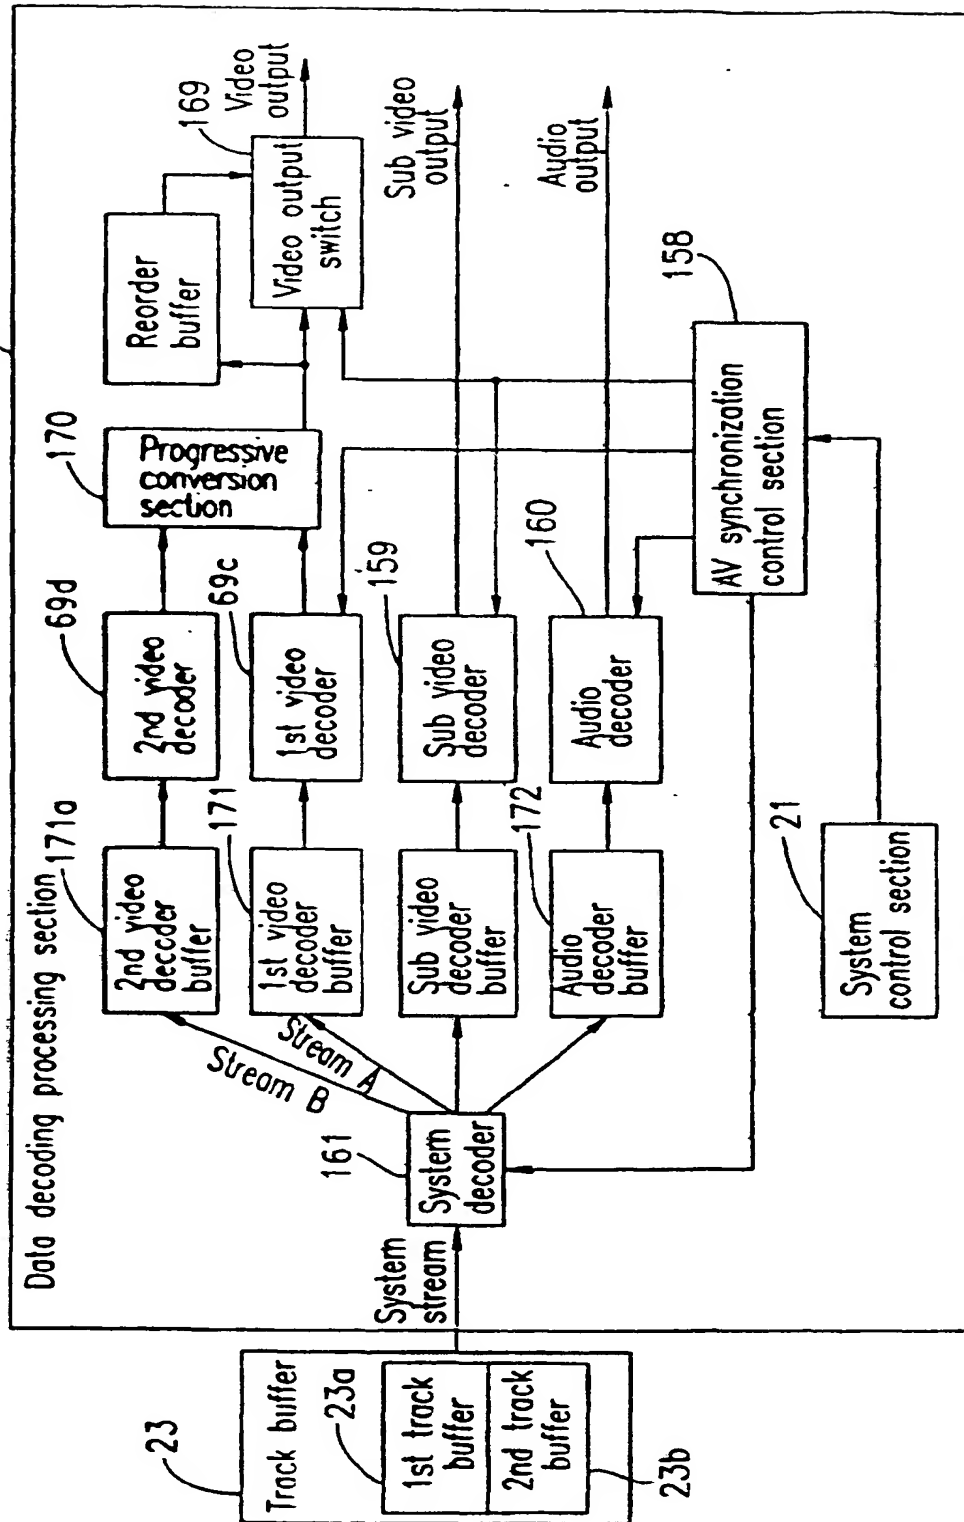 Data decoding processing section
23
Track buffer
23a
1st track
buffer
2nd track
buffer
23b
System
stream
161
System
decoder
Stream B
Stream A
171a
2nd video
decoder
buffer
171
1st video
decoder
buffer
Sub video
decoder
buffer
172
Audio
decoder
buffer
69d
2nd video
decoder
69c
1st video
decoder
159
Sub video
decoder
160
Audio
decoder
170
Progressive
conversion
section
Reorder
buffer
169
Video output
switch
Video
output
Sub video
output
Audio
output
158
AV synchronization
control section
21
System
control section